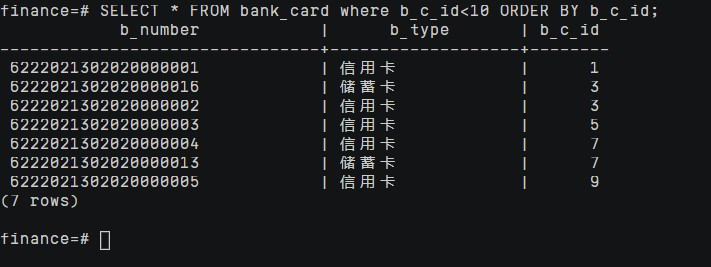 finance=# SELECT * FROM bank_card where b_c_id<10 ORDER BY b_c_id;
b_number | b_type | b_c_id
---------------------------------+--------------------+--------
6222021302020000001 | 信用卡 | 1
6222021302020000016 | 储蓄卡 | 3
6222021302020000002 | 信用卡 | 3
6222021302020000003 | 信用卡 | 5
6222021302020000004 | 信用卡 | 7
6222021302020000013 | 储蓄卡 | 7
6222021302020000005 | 信用卡 | 9
(7 rows)
finance=#